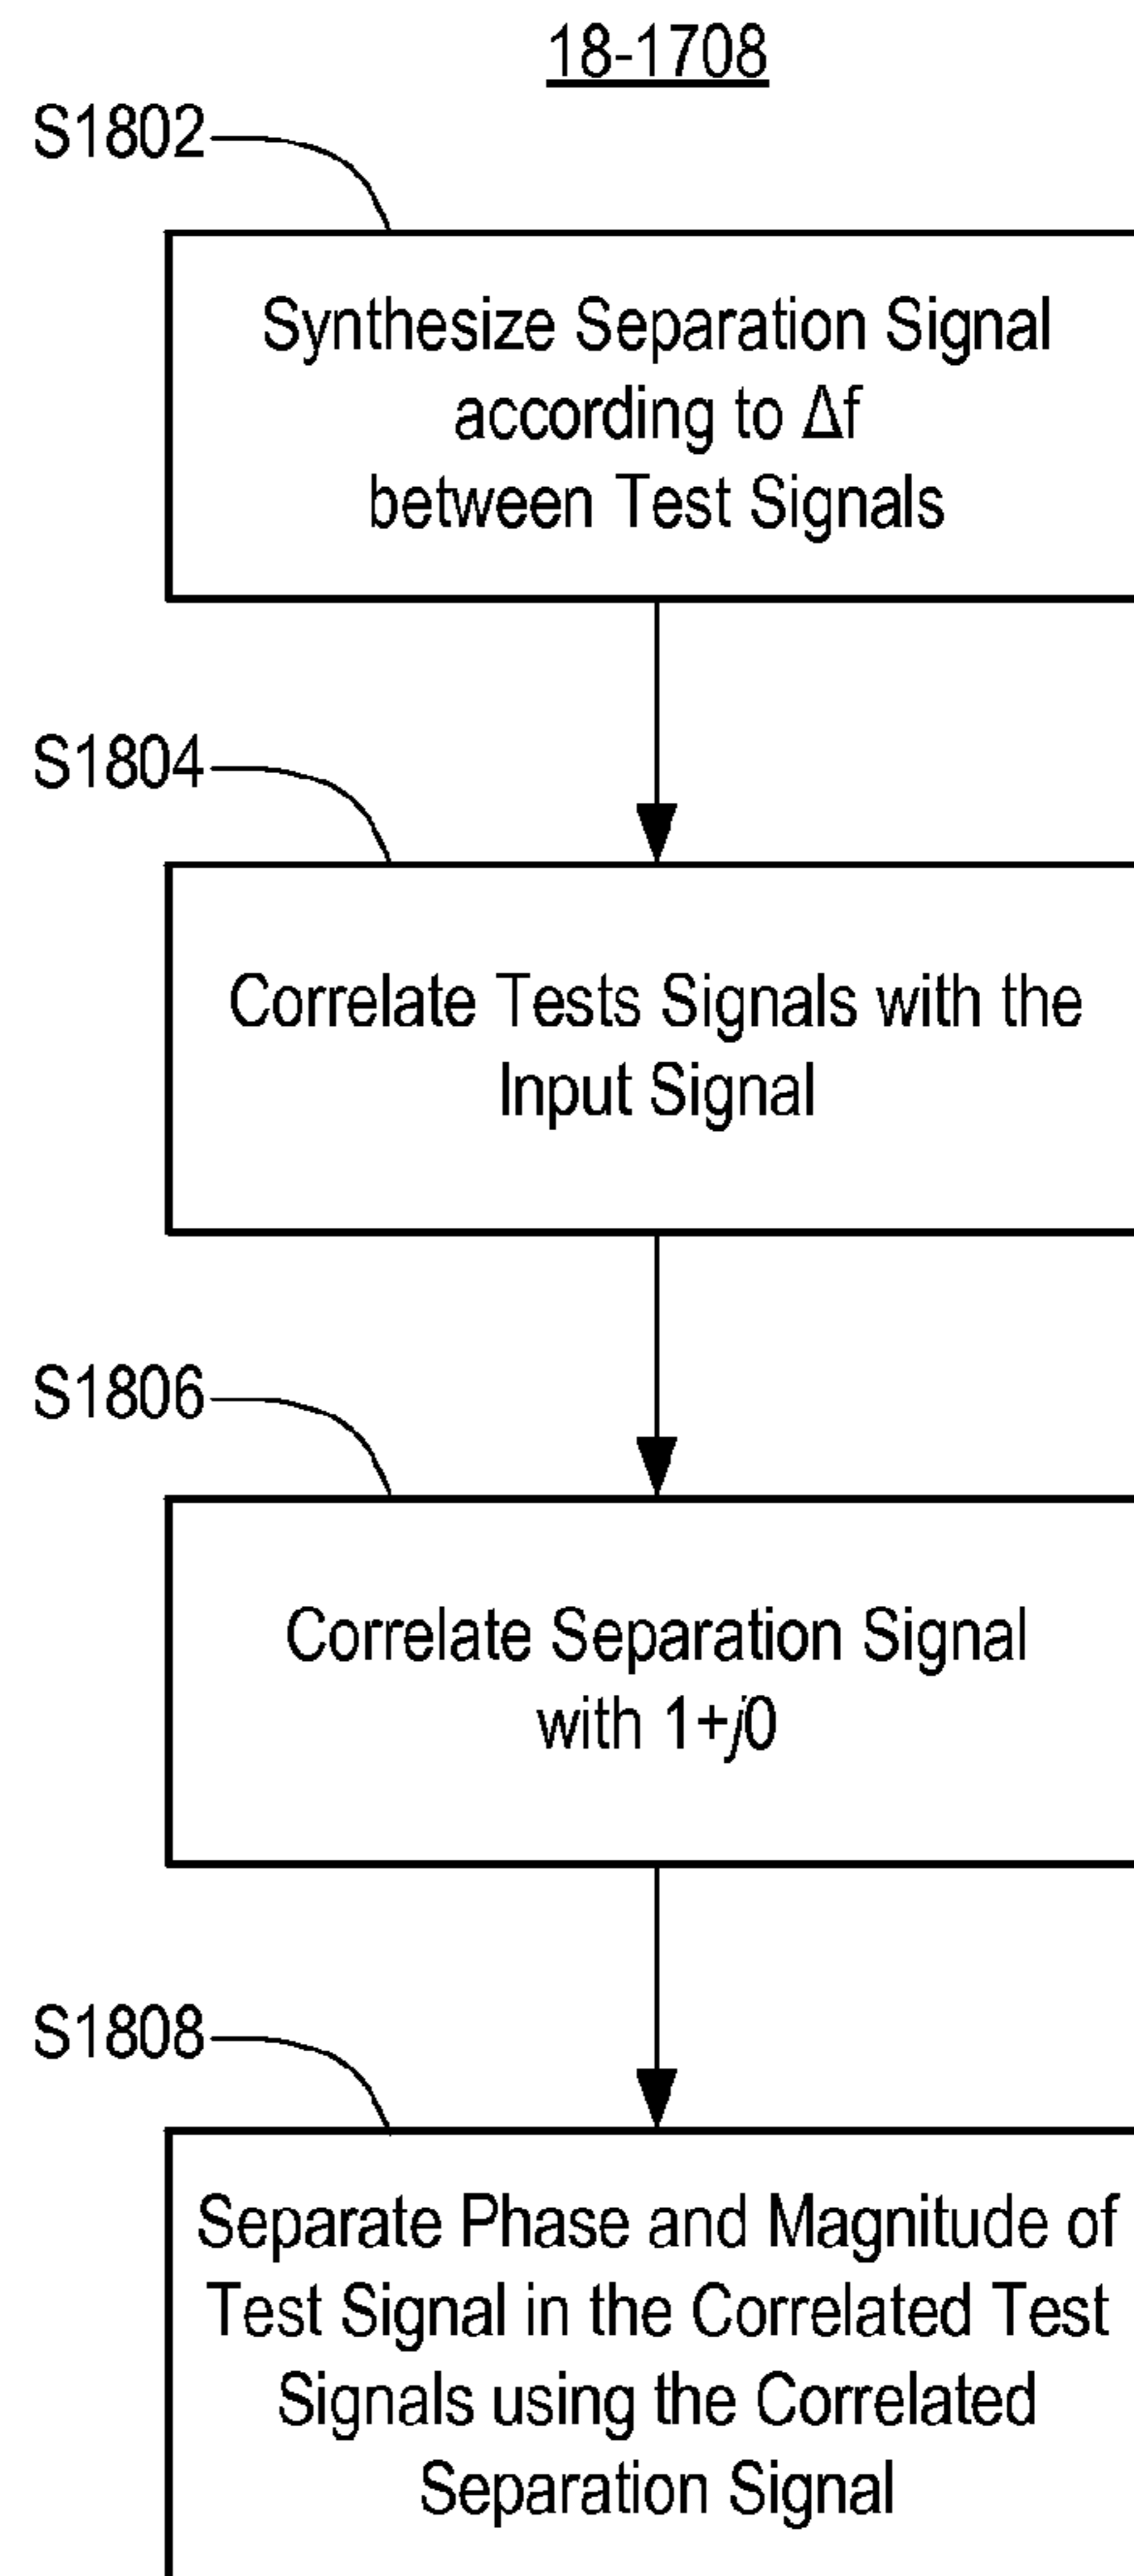 18-1708
S1802
Synthesize Separation Signal
according to Δf
between Test Signals
S1804
Correlate Tests Signals with the
Input Signal
S1806
Correlate Separation Signal
with 1+j0
S1808
Separate Phase and Magnitude of
Test Signal in the Correlated Test
Signals using the Correlated
Separation Signal